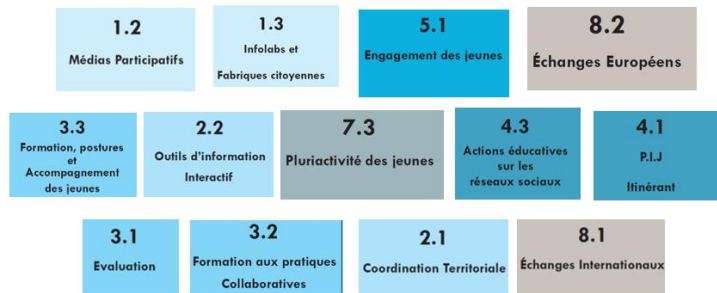 1.2
Médias Participatifs
1.3
Infolabs et
Fabriques citoyennes
5.1
Engagement des jeunes
8.2
Échanges Européens
3.3
Formation, postures
et
Accompagnement
des jeunes
2.2
Outils d'information
Interactif
7.3
Pluriactivité des jeunes
4.3
Actions éducatives
sur les
réseaux sociaux
4.1
P.I.J
Itinérant
3.1
Evaluation
3.2
Formation aux pratiques
Collaboratives
2.1
Coordination Territoriale
8.1
Échanges Internationaux